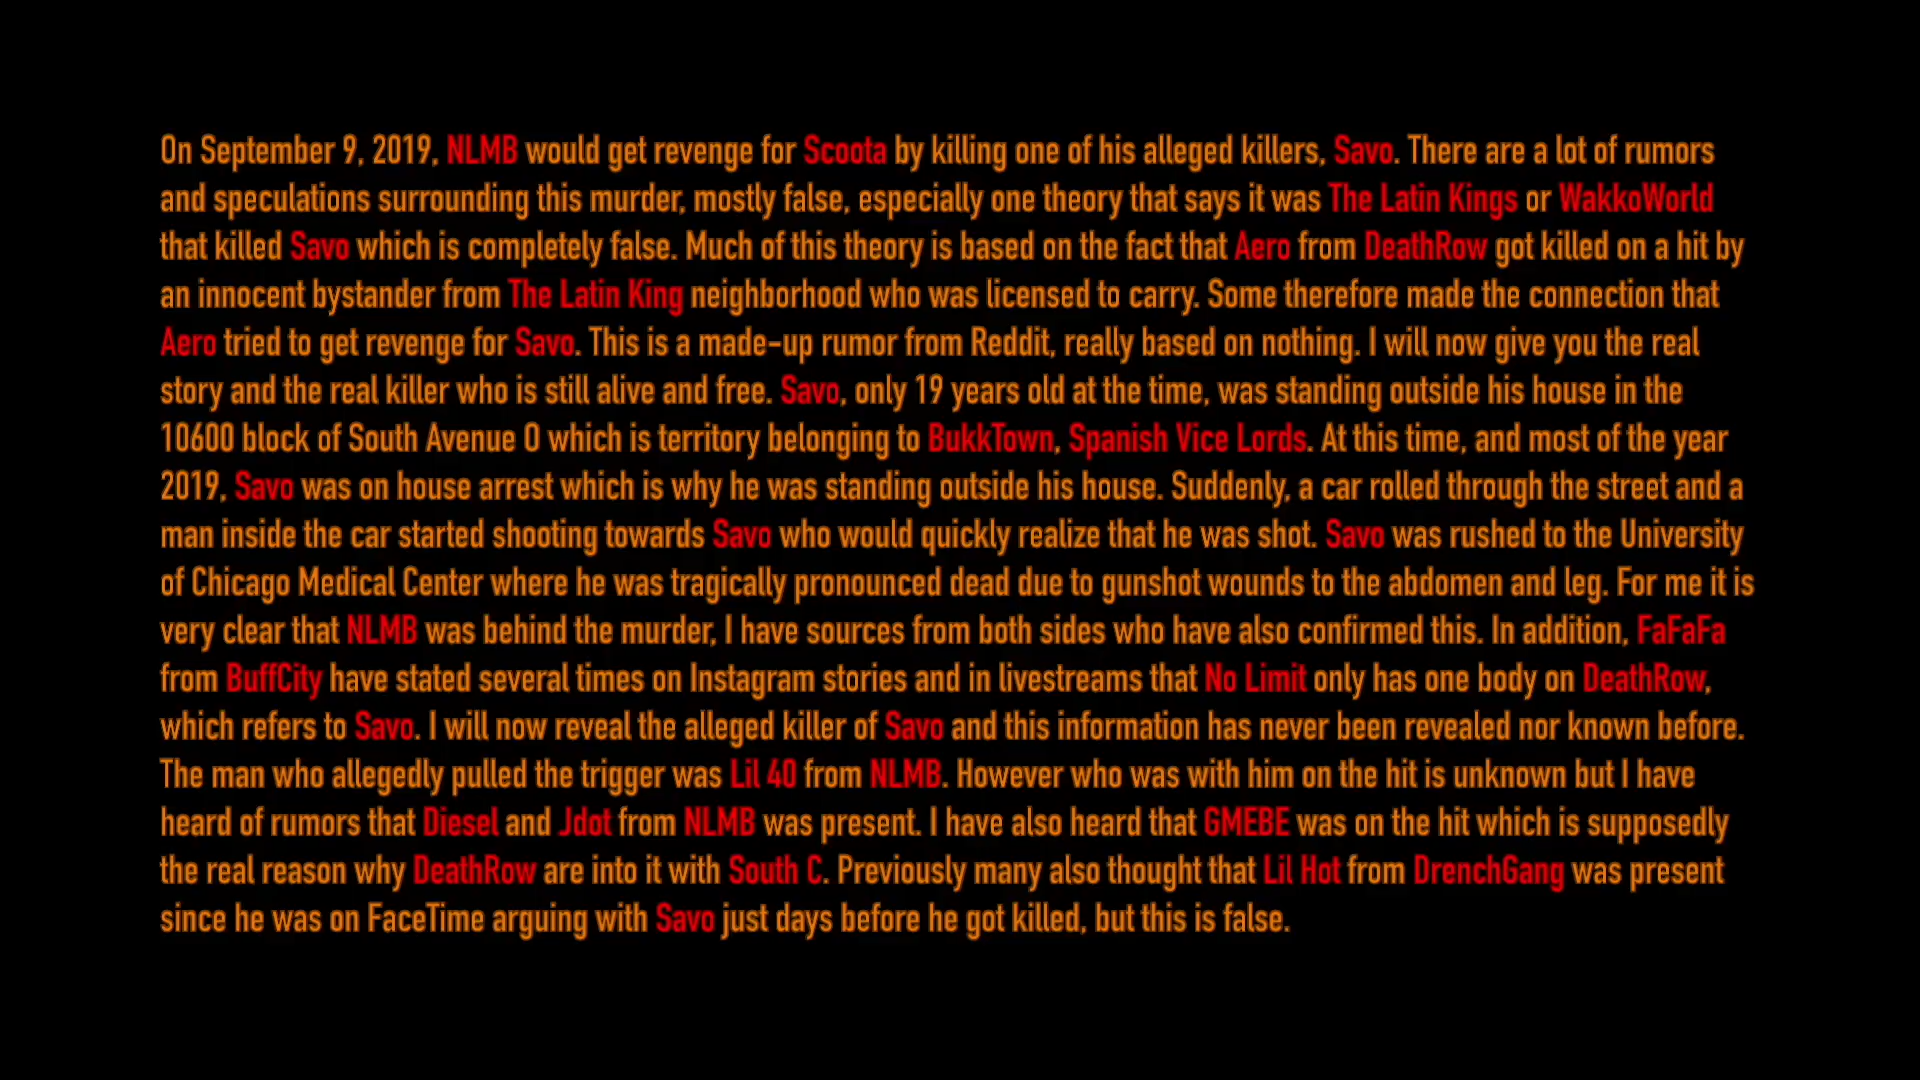 On September 9, 2019, NLMB would get revenge for Scoota by killing one of his alleged killers, Savo. There are a lot of rumors
and speculations surrounding this murder, mostly false, especially one theory that says it was The Latin Kings or WakkoWorld
that killed Savo which is completely false. Much of this theory is based on the fact that Aero from DeathRow got killed on a hit by
an innocent bystander from The Latin King neighborhood who was licensed to carry. Some therefore made the connection that
Aero tried to get revenge for Savo. This is a made-up rumor from Reddit, really based on nothing. I will now give you the real
story and the real killer who is still alive and free. Savo, only 19 years old at the time, was standing outside his house in the
10600 block of South Avenue O which is territory belonging to BukkTown, Spanish Vice Lords. At this time, and most of the year
2019, Savo was on house arrest which is why he was standing outside his house. Suddenly, a car rolled through the street and a
man inside the car started shooting towards Savo who would quickly realize that he was shot. Savo was rushed to the University
of Chicago Medical Center where he was tragically pronounced dead due to gunshot wounds to the abdomen and leg. For me it is
very clear that NLMB was behind the murder, I have sources from both sides who have also confirmed this. In addition, FaFaFa
from BuffCity have stated several times on Instagram stories and in livestreams that No Limit only has one body on DeathRow,
which refers to Savo. I will now reveal the alleged killer of Savo and this information has never been revealed nor known before.
The man who allegedly pulled the trigger was Lil 40 from NLMB. However who was with him on the hit is unknown but I have
heard of rumors that Diesel and Jdot from NLMB was present. I have also heard that GMEBE was on the hit which is supposedly
the real reason why DeathRow are into it with South C. Previously many also thought that Lil Hot from DrenchGang was present
since he was on FaceTime arguing with Savo just days before he got killed, but this is false.